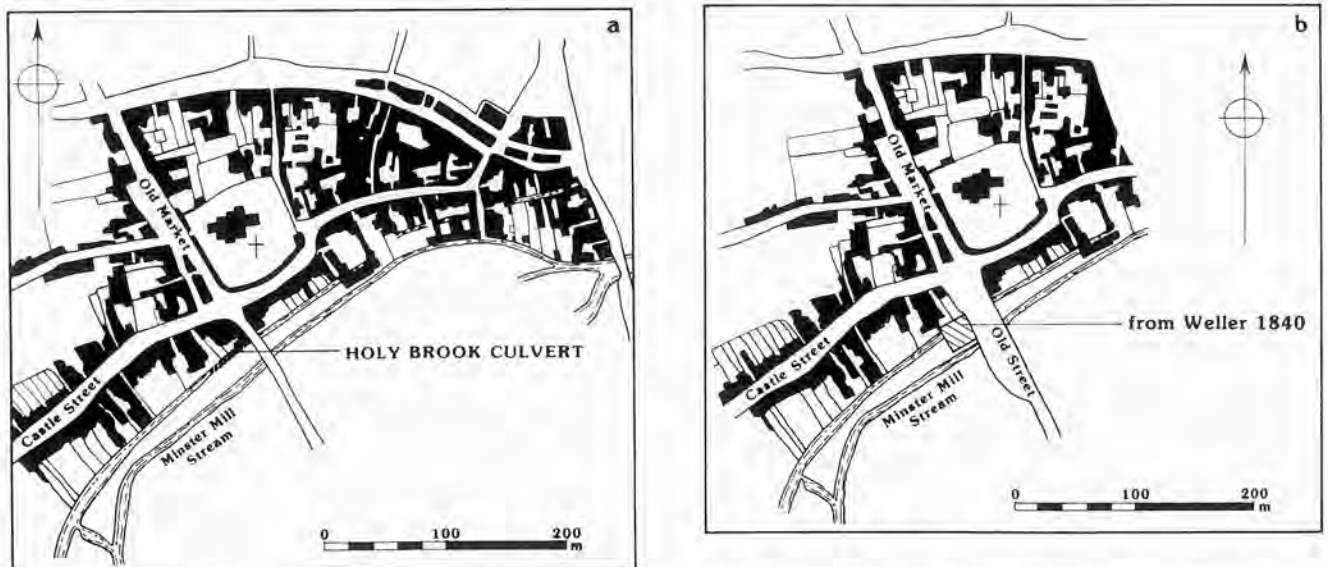 a
Old Market
HOLY BROOK CULVERT
Castle Street
Minster Mill
Stream
0 100 200
m
b
Old Market
from Weller 1840
Old Street
Castle Street
Minster Mill
Stream
0 100 200
m